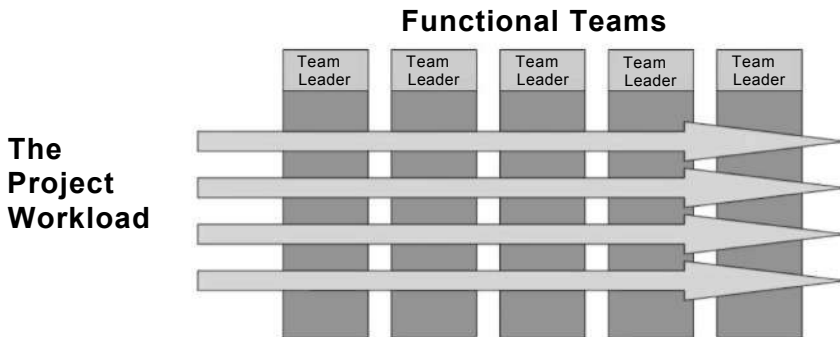 Functional Teams
Team
Leader
Team
Leader
Team
Leader
Team
Leader
Team
Leader
The
Project
Workload